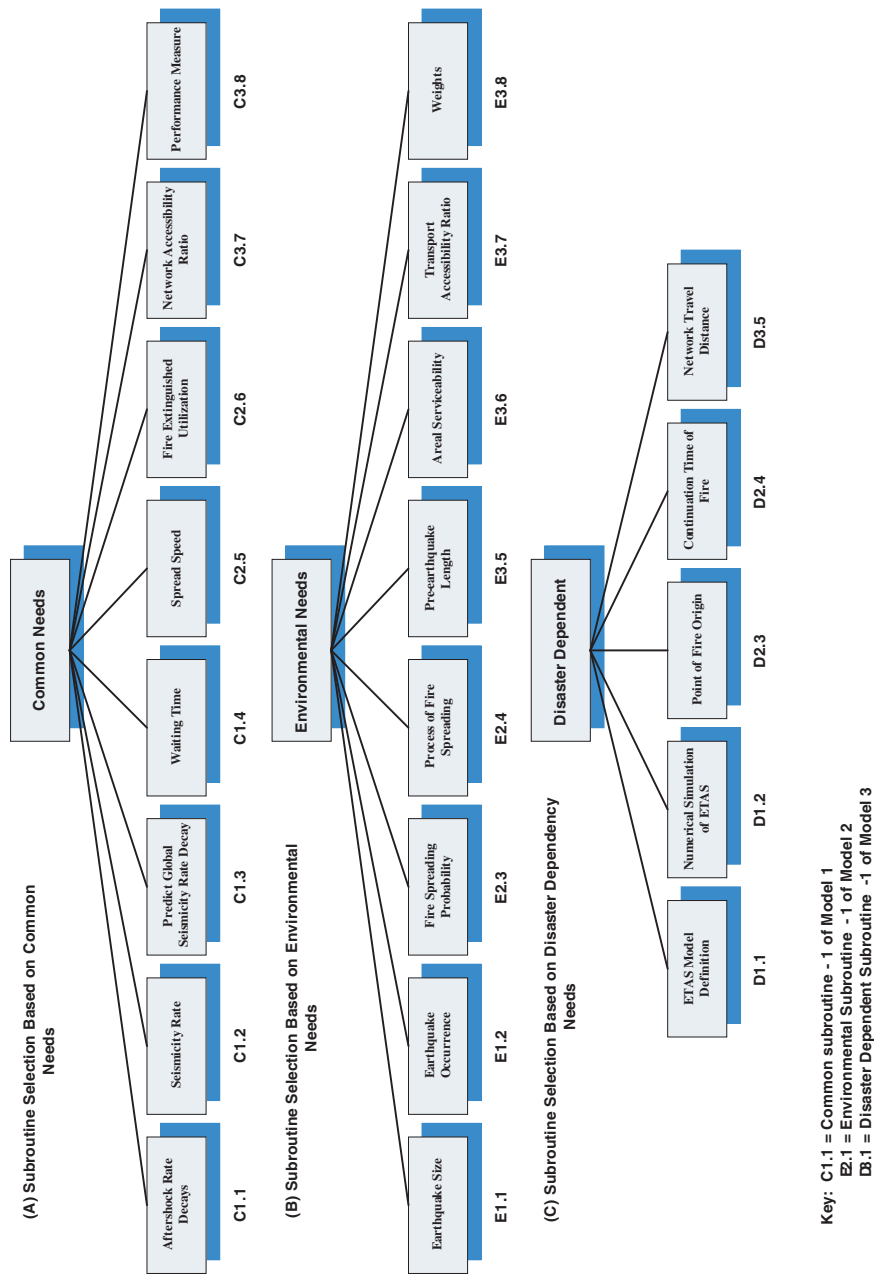 (A) Subroutine Selection Based on Common
Needs
Common Needs
Aftershock Rate
Decays
Seismicity Rate
Predict Global
Seismicity Rate Decay
Waiting Time
Spread Speed
Fire Extinguished
Utilization
Network Accessibility
Ratio
Performance Measure
C1.1
C1.2
C1.3
C1.4
C2.5
C2.6
C3.7
C3.8
(B) Subroutine Selection Based on Environmental
Needs
Environmental Needs
Earthquake Size
Earthquake
Occurrence
Fire Spreading
Probability
Process of Fire
Spreading
Pre-earthquake
Length
Areal Serviceability
Transport
Accessibility Ratio
Weights
E1.1
E1.2
E2.3
E2.4
E3.5
E3.6
E3.7
E3.8
(C) Subroutine Selection Based on Disaster Dependency
Needs
Disaster Dependent
ETAS Model
Definition
Numerical Simulation
of ETAS
Point of Fire Origin
Continuation Time of
Fire
Network Travel
Distance
D1.1
D1.2
D2.3
D2.4
D3.5
Key: C1.1 = Common subroutine - 1 of Model 1
E2.1 = Environmental Subroutine - 1 of Model 2
D3.1 = Disaster Dependent Subroutine -1 of Model 3